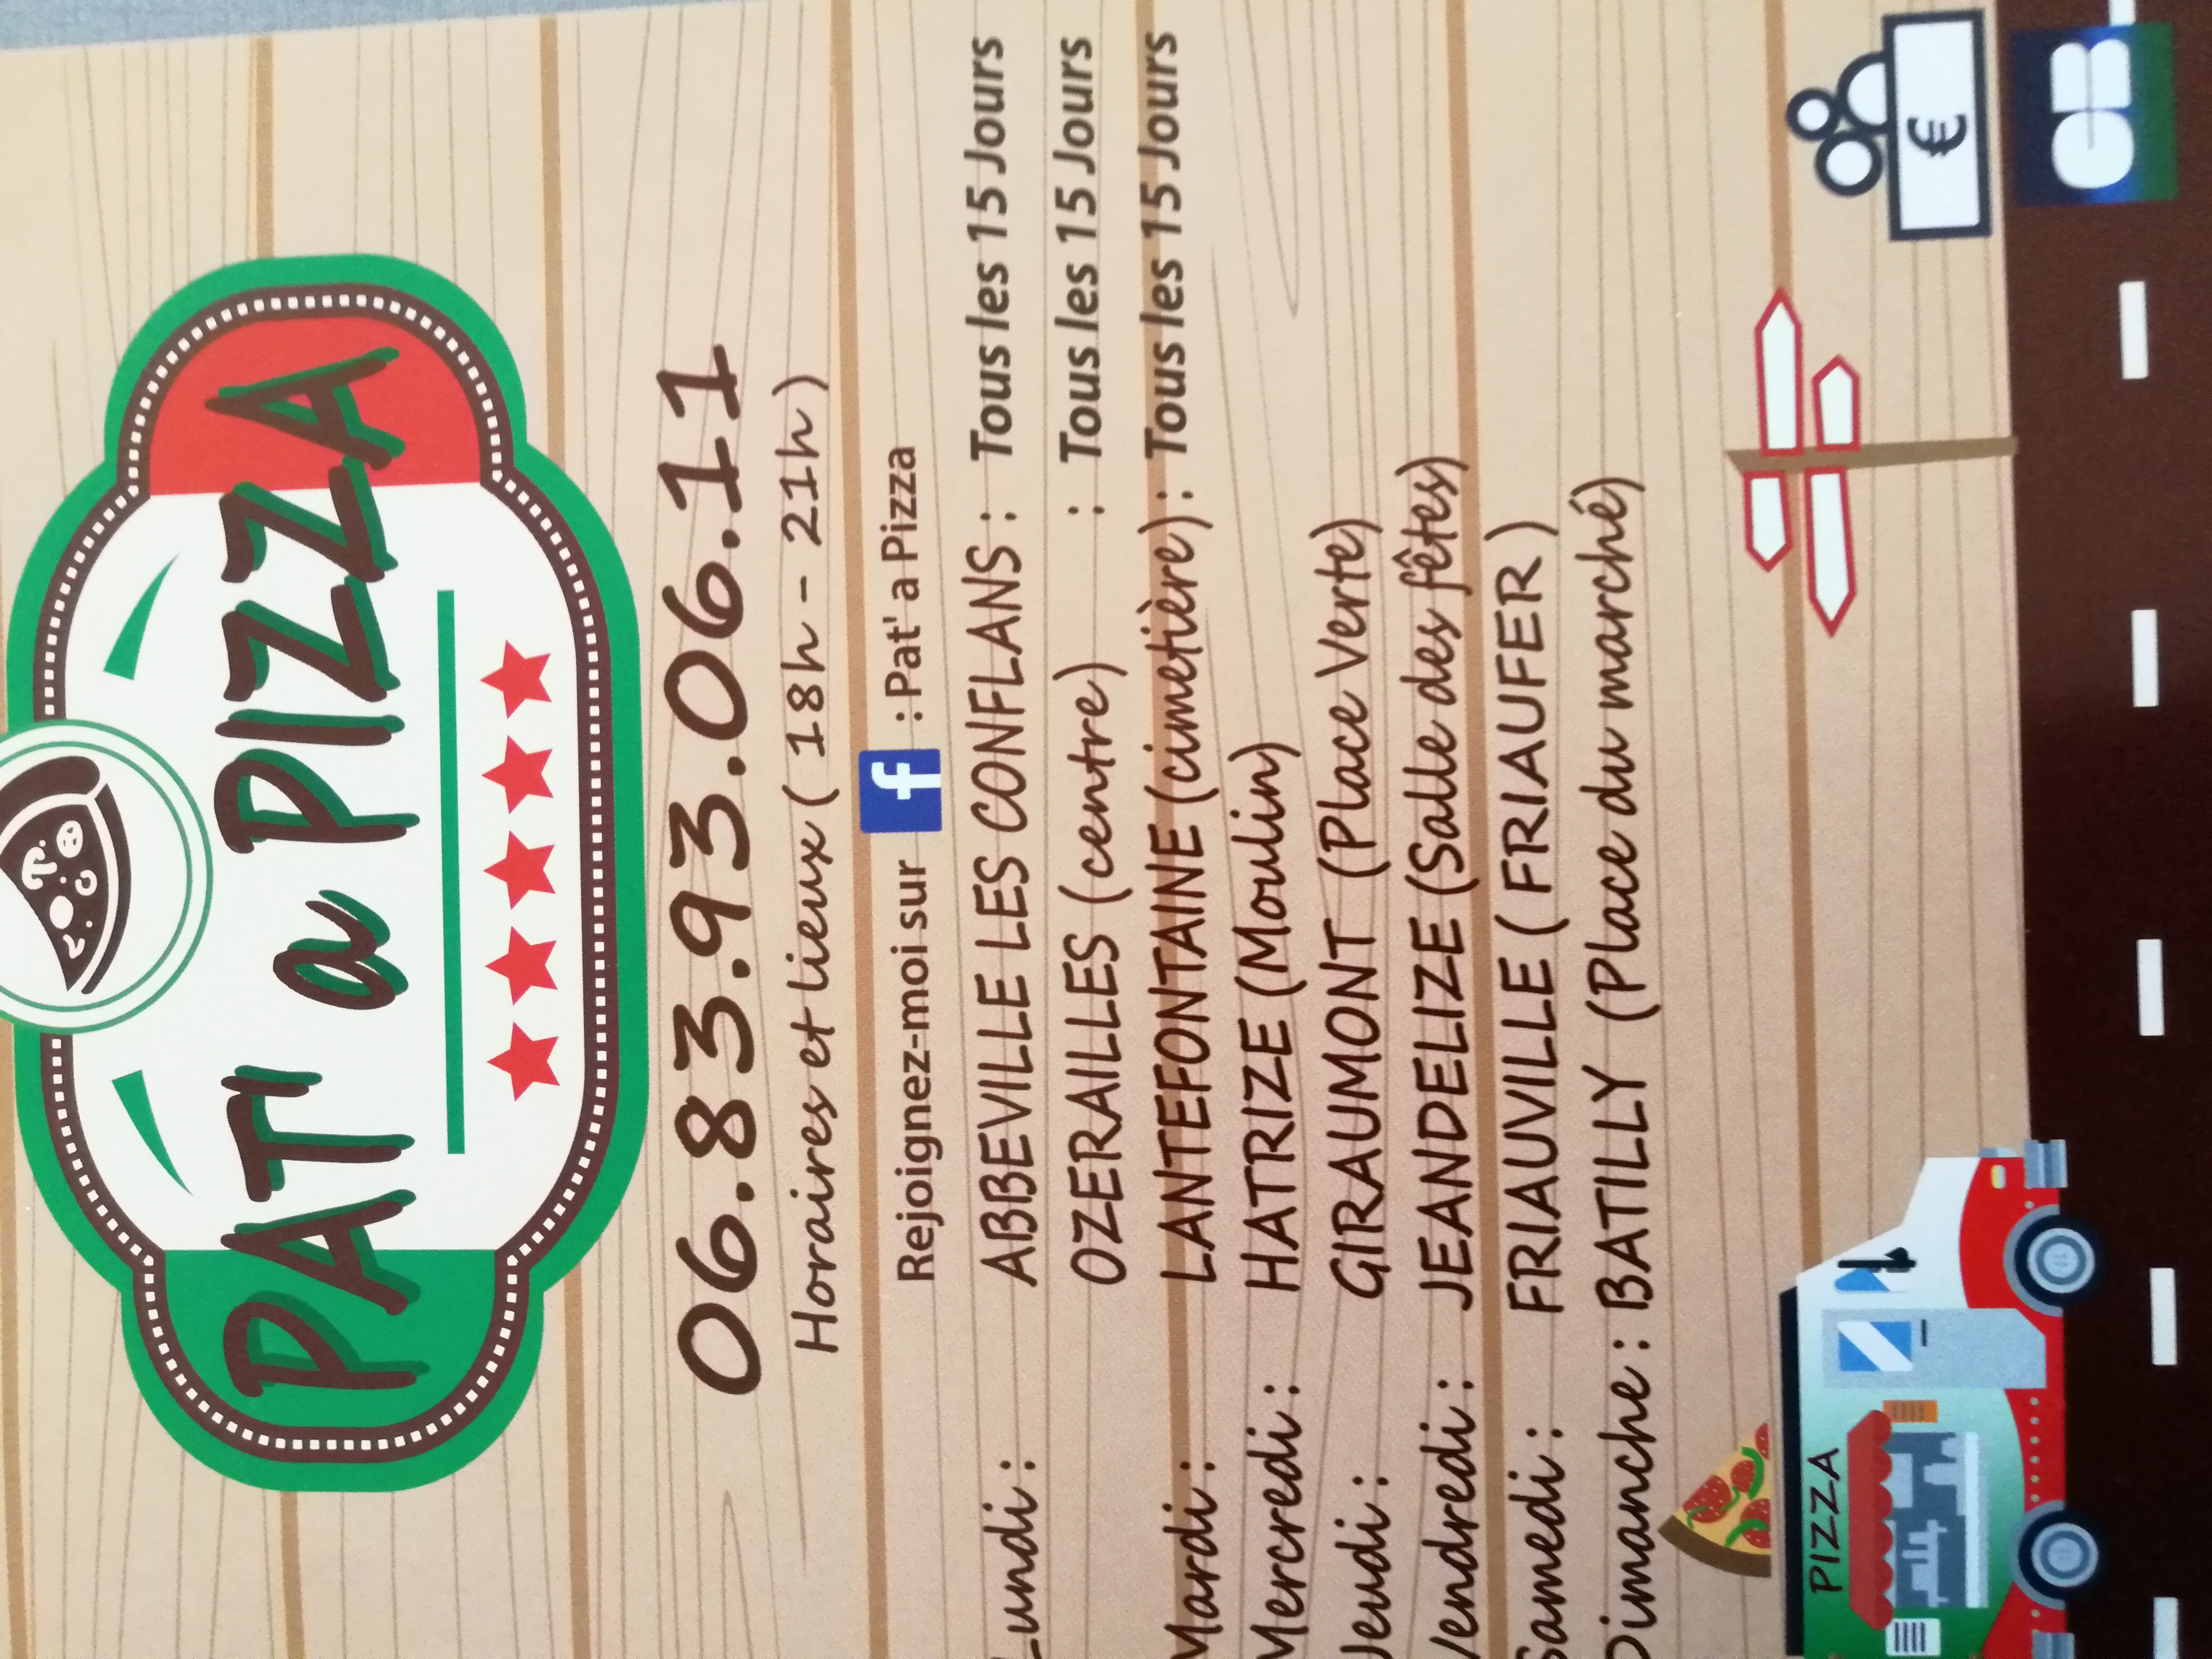 PAT' a PIZZA
06.83.93.06.11
Horaires et lieux ( 18h - 21h )
Rejoignez-moi sur f : Pat' a Pizza
Lundi : ABBEVILLE LES CONFLANS : Tous les 15 Jours
OZERAILLES (centre) : Tous les 15 Jours
Mardi : LANTEFONTAINE (cimetière) : Tous les 15 Jours
Mercredi : HATRIZE (Moulin)
Jeudi : GIRAUMONT (Place Verte)
Vendredi : JEANDELIZE (Salle des fêtes)
Samedi : FRIAUVILLE ( FRIAUFER )
Dimanche : BATILLY (Place du marché)
PIZZA
€
CB